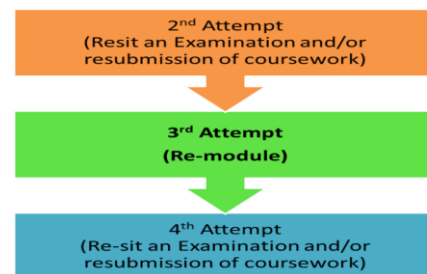 2nd Attempt
(Resit an Examination and/or
resubmission of coursework)
3rd Attempt
(Re-module)
4th Attempt
(Re-sit an Examination and/or
resubmission of coursework)